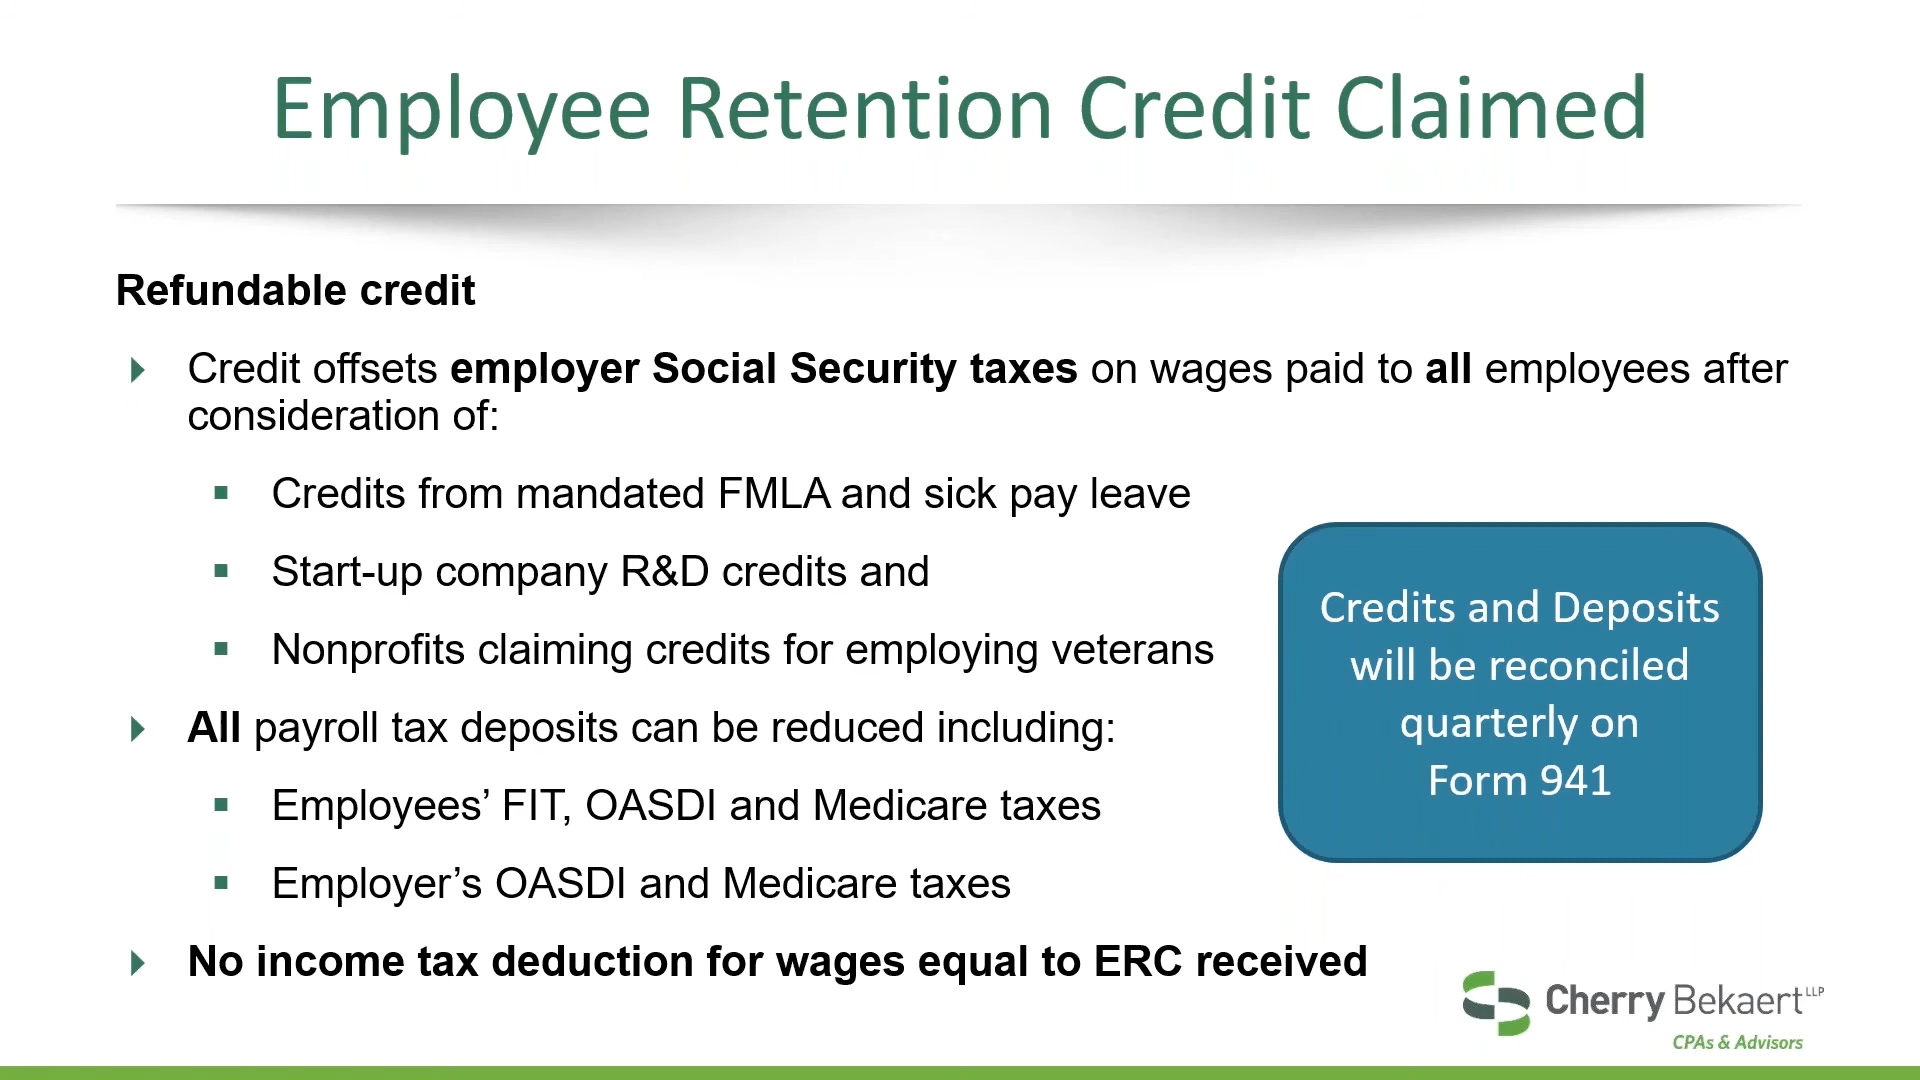 Employee Retention Credit Claimed
Refundable credit
Credit offsets employer Social Security taxes on wages paid to all employees after
consideration of:
Credits from mandated FMLA and sick pay leave
Start-up company R&D credits and
Nonprofits claiming credits for employing veterans
All payroll tax deposits can be reduced including:
Employees’ FIT, OASDI and Medicare taxes
Employer’s OASDI and Medicare taxes
No income tax deduction for wages equal to ERC received
Credits and Deposits
will be reconciled
quarterly on
Form 941
Cherry Bekaert LLP
CPAs & Advisors